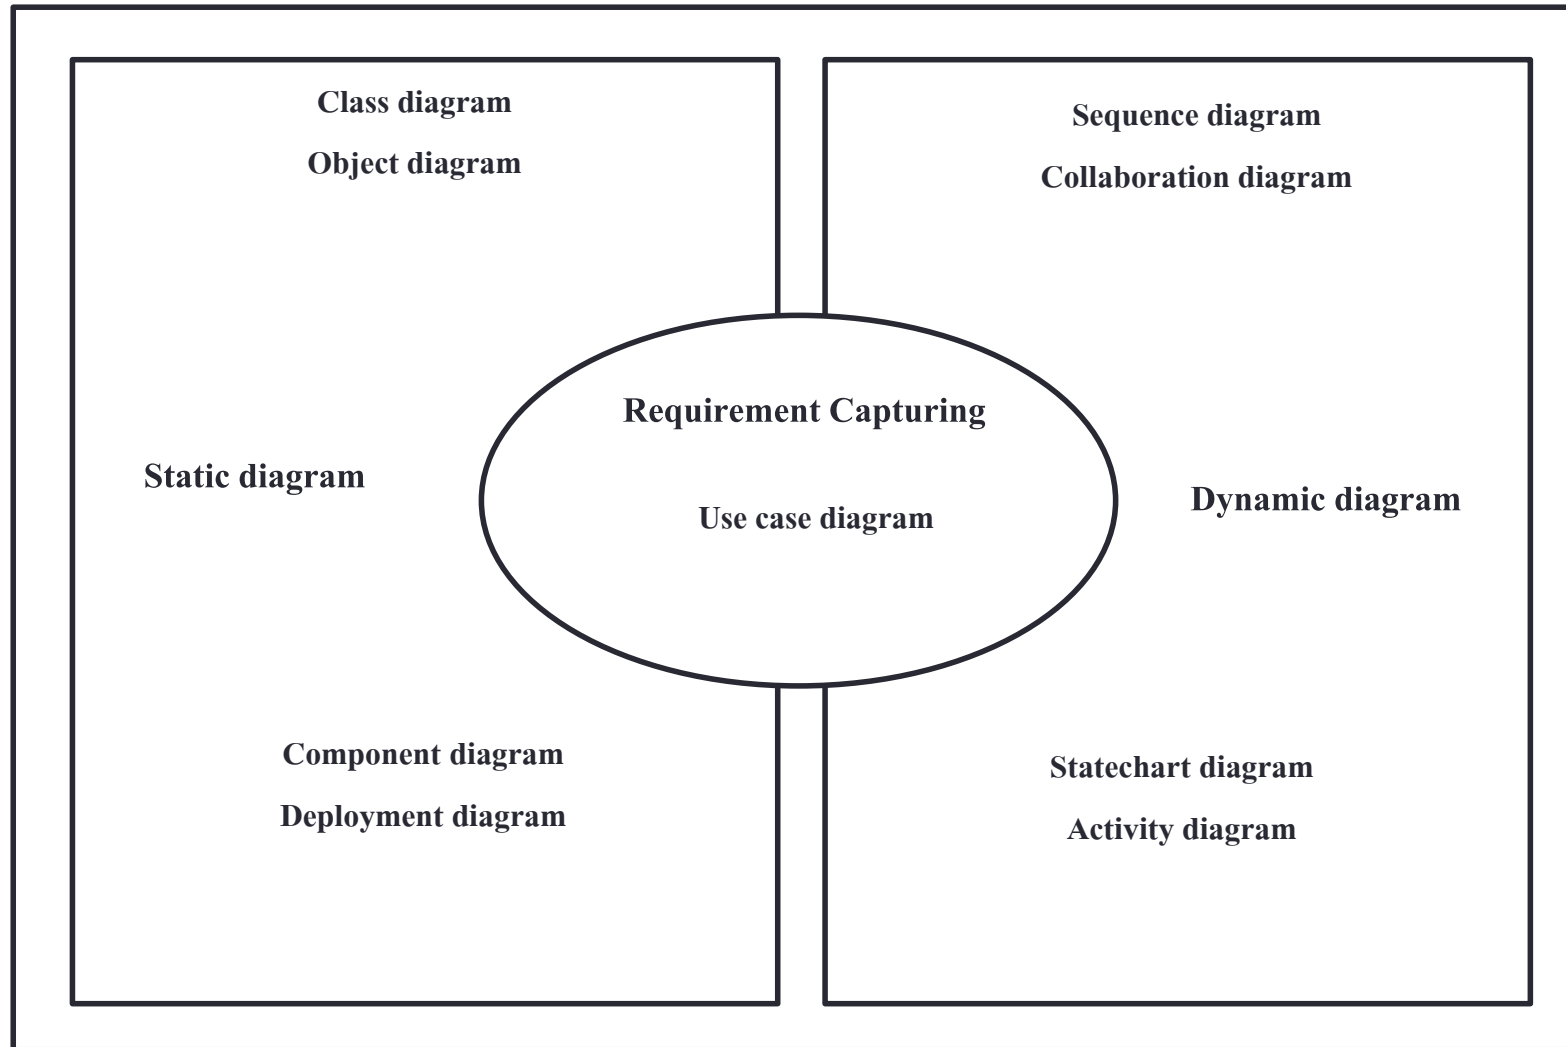 Class diagram
Object diagram
Sequence diagram
Collaboration diagram
Requirement Capturing
Static diagram
Dynamic diagram
Use case diagram
Component diagram
Deployment diagram
Statechart diagram
Activity diagram